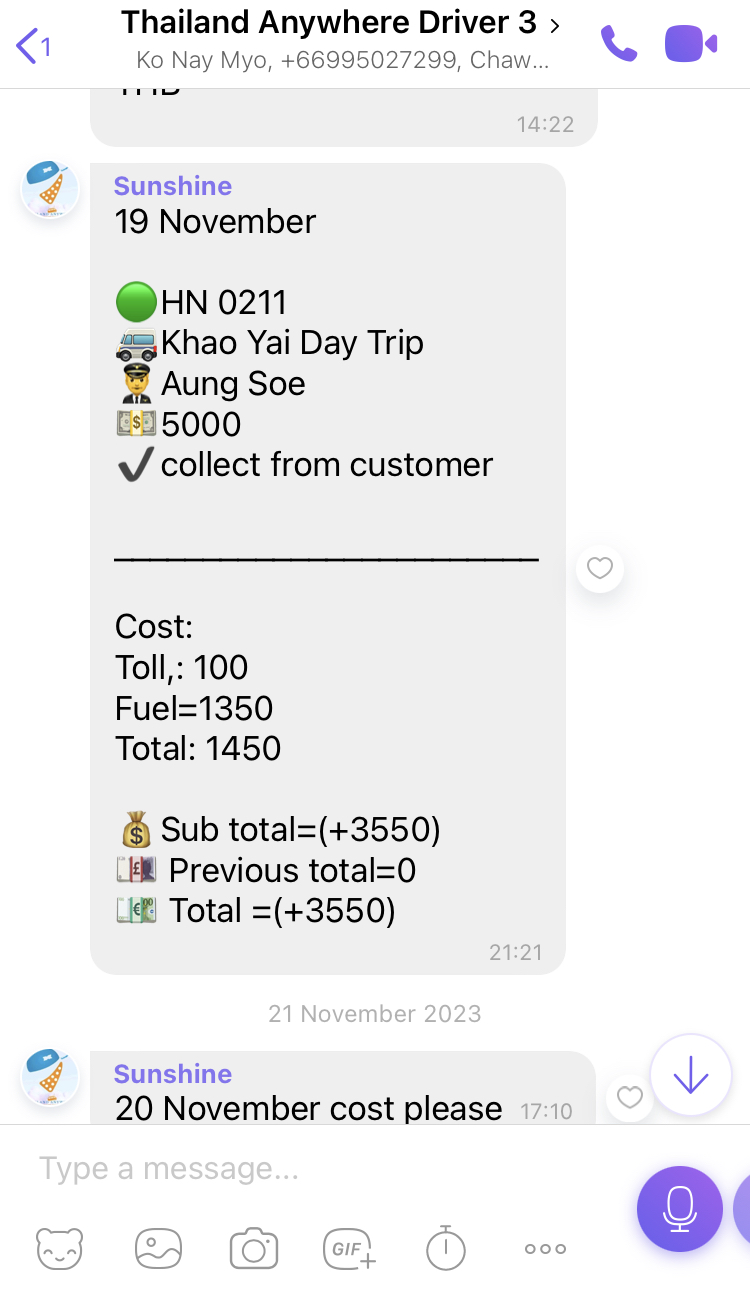 1
Thailand Anywhere Driver 3 >
Ko Nay Myo, +66995027299, Chaw...
THB
14:22
Sunshine
19 November
🟢HN 0211
🚐Khao Yai Day Trip
👨‍✈️Aung Soe
💵5000
✔️collect from customer
Cost:
Toll,: 100
Fuel=1350
Total: 1450
💰 Sub total=(+3550)
💷 Previous total=0
💶 Total =(+3550)
21:21
21 November 2023
Sunshine
20 November cost please 17:10
Type a message...
GIF